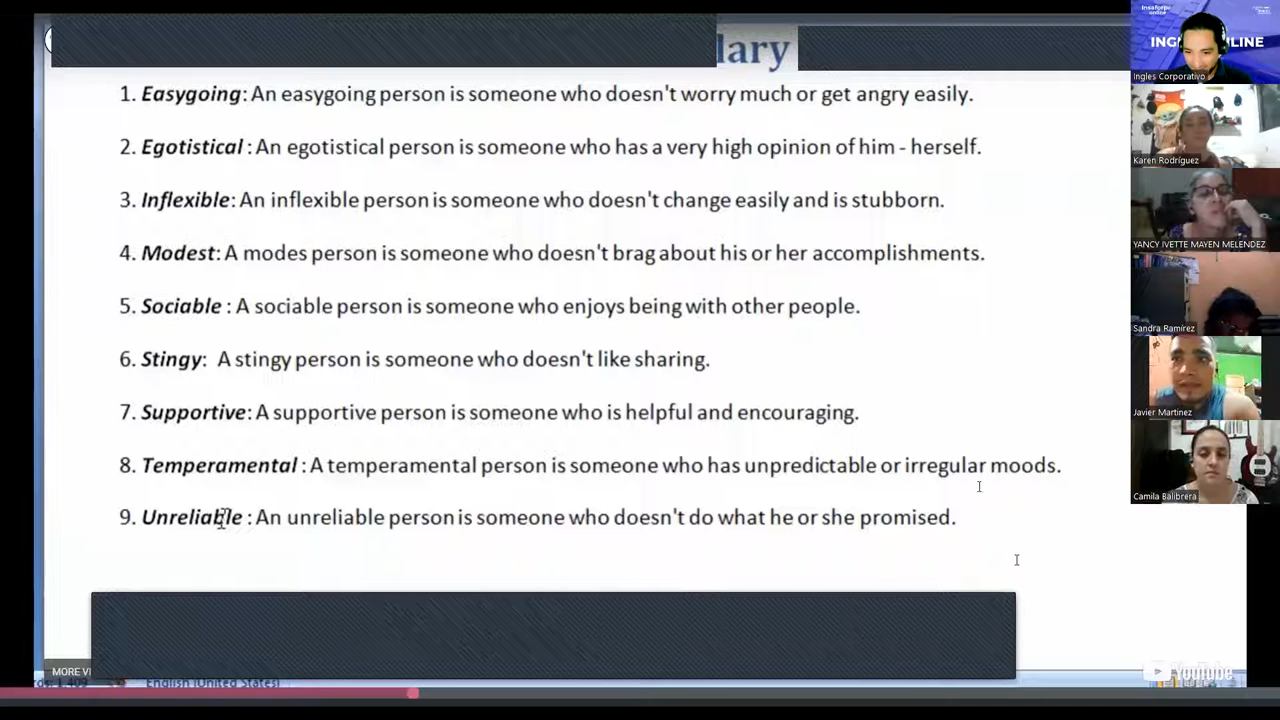 lary
1. Easygoing: An easygoing person is someone who doesn't worry much or get angry easily.
2. Egotistical : An egotistical person is someone who has a very high opinion of him - herself.
3. Inflexible: An inflexible person is someone who doesn't change easily and is stubborn.
4. Modest: A modes person is someone who doesn't brag about his or her accomplishments.
5. Sociable : A sociable person is someone who enjoys being with other people.
6. Stingy: A stingy person is someone who doesn't like sharing.
7. Supportive: A supportive person is someone who is helpful and encouraging.
8. Temperamental : A temperamental person is someone who has unpredictable or irregular moods.
9. Unreliable : An unreliable person is someone who doesn't do what he or she promised.
MORE VI
English (United States)
YouTube
Insaforp
online
ING LINE
Ingles Corporativo
Karen Rodríguez
YANCY IVETTE MAYEN MELENDEZ
Sandra Ramírez
Javier Martinez
Camila Balibrera